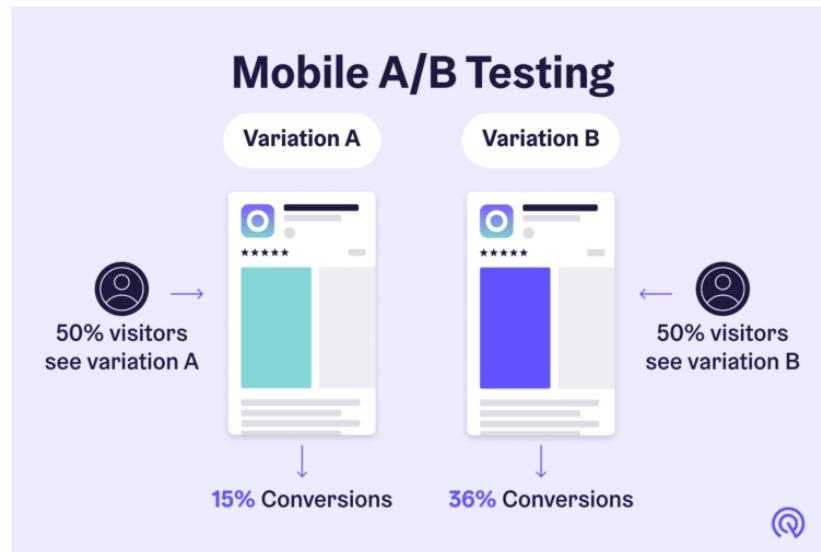 Mobile A/B Testing
Variation A
Variation B
50% visitors
see variation A
50% visitors
see variation B
15% Conversions
36% Conversions